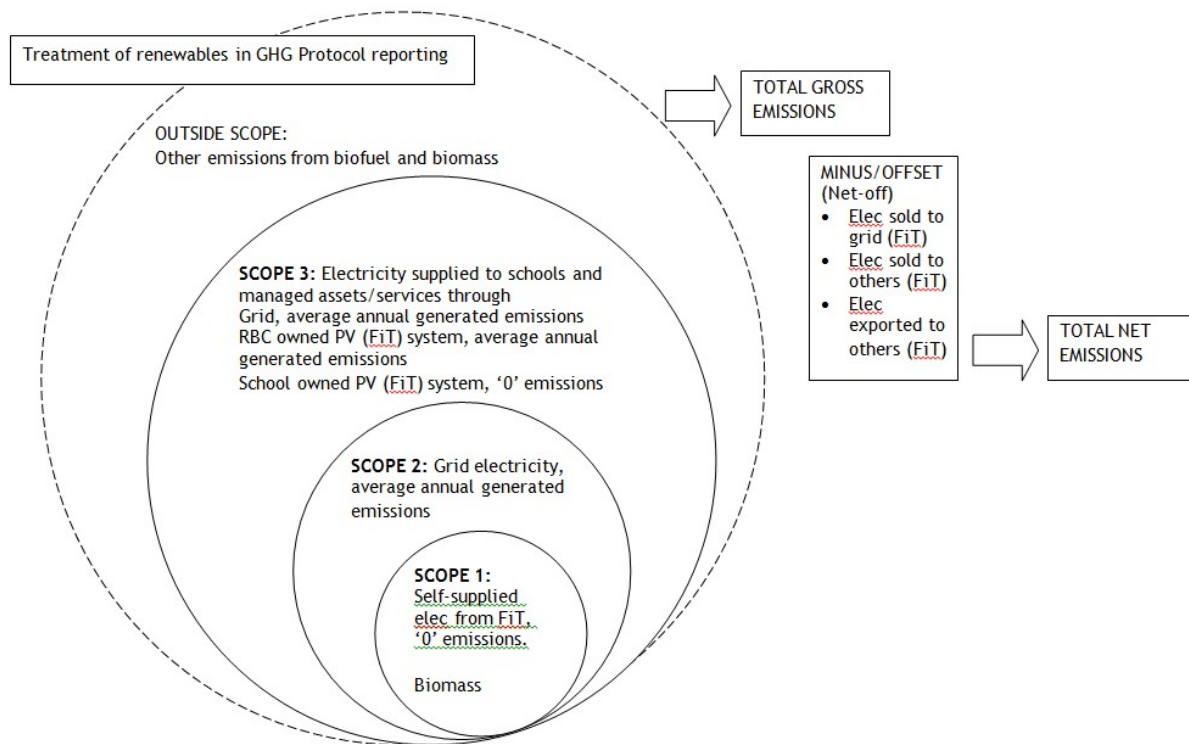 Treatment of renewables in GHG Protocol reporting
TOTAL GROSS
EMISSIONS
OUTSIDE SCOPE:
Other emissions from biofuel and biomass
MINUS/OFFSET
(Net-off)
• Elec sold to
grid (FiT)
• Elec sold to
others (FiT)
• Elec
exported to
others (FiT)
TOTAL NET
EMISSIONS
SCOPE 3: Electricity supplied to schools and
managed assets/services through
Grid, average annual generated emissions
RBC owned PV (FiT) system, average annual
generated emissions
School owned PV (FiT) system, ‘0’ emissions
SCOPE 2: Grid electricity,
average annual generated
emissions
SCOPE 1:
Self-supplied
elec from FiT,
‘0’ emissions.
Biomass